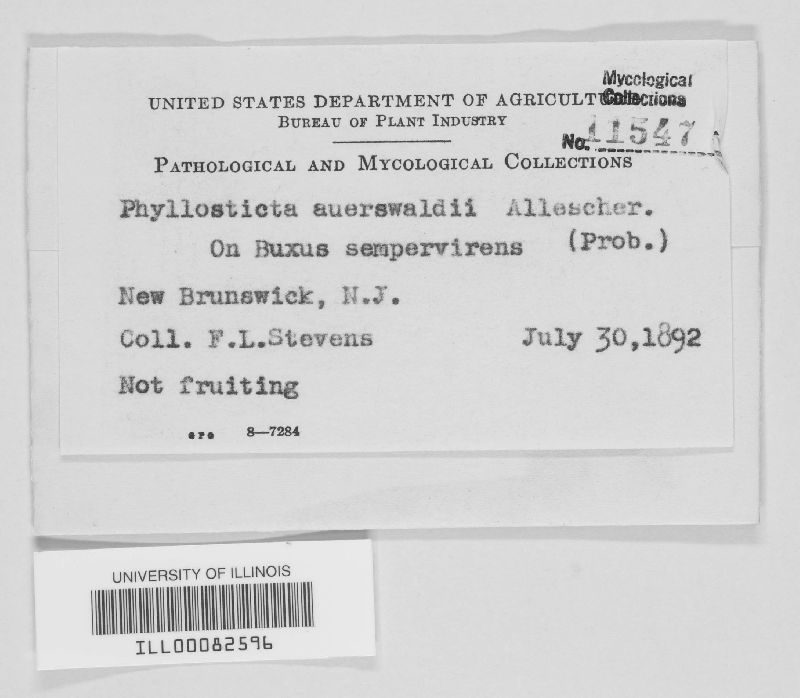 Mycological
UNITED STATES DEPARTMENT OF AGRICULTU
Collections
BUREAU OF PLANT INDUSTRY
No. 11547
PATHOLOGICAL AND MYCOLOGICAL COLLECTIONS
Phyllosticta auerswaldii Allescher.
On Buxus sempervirens (Prob.)
New Brunswick, N.J.
Coll. F.L.Stevens July 30,1892
Not fruiting
8—7284
UNIVERSITY OF ILLINOIS
ILL00082596